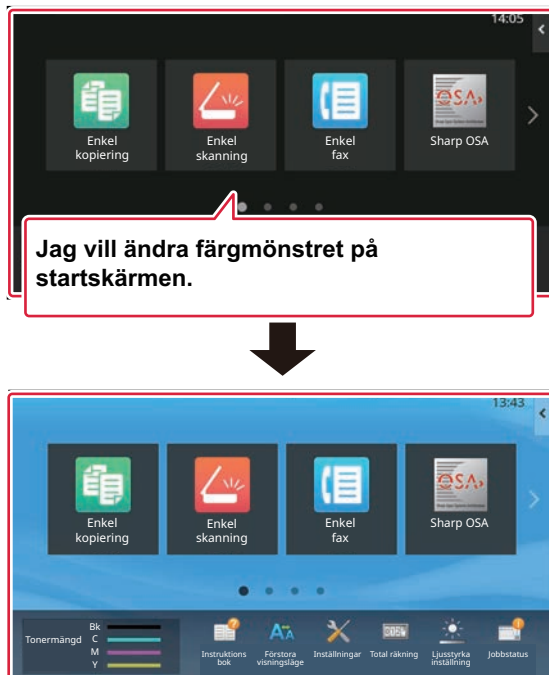 14:05
Enkel
kopiering
Enkel
skanning
Enkel
fax
OSA
Sharp OSA
Jag vill ändra färgmönstret på
startskärmen.
13:43
Enkel
kopiering
Enkel
skanning
Enkel
fax
OSA
Sharp OSA
Tonermängd
Bk
C
M
Y
Instruktions
bok
Förstora
visningsläge
Inställningar
Total räkning
Ljusstyrka
inställning
Jobbstatus